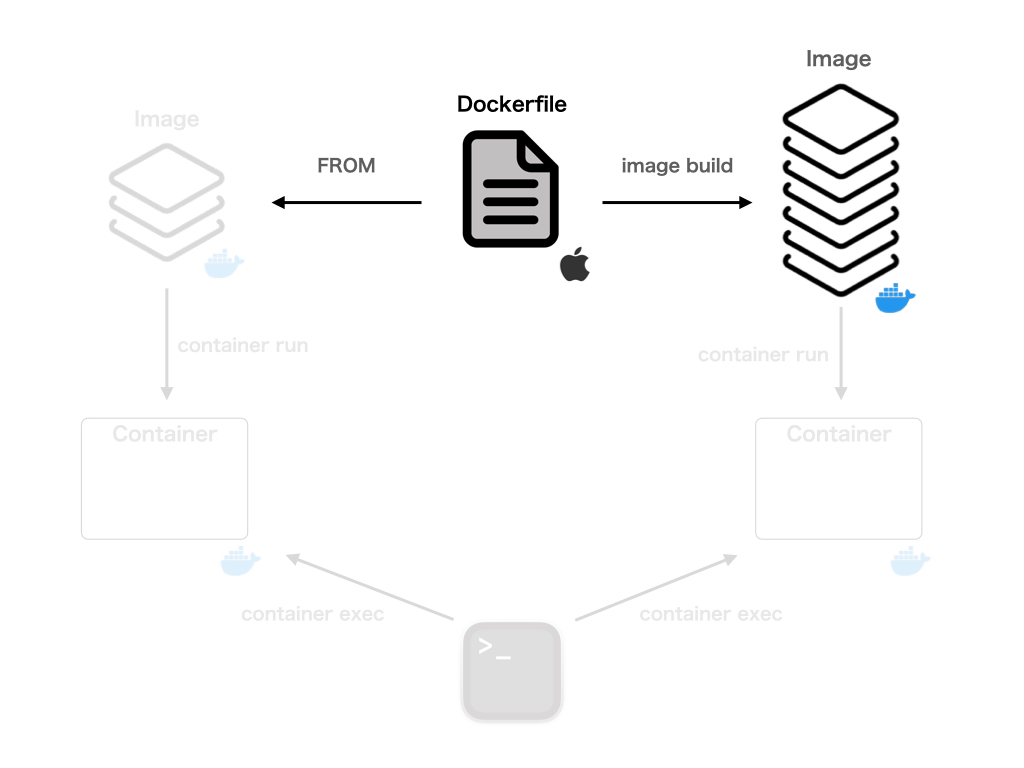 Image
Dockerfile
Image
FROM
image build
container run
container run
Container
Container
container exec
container exec
>_